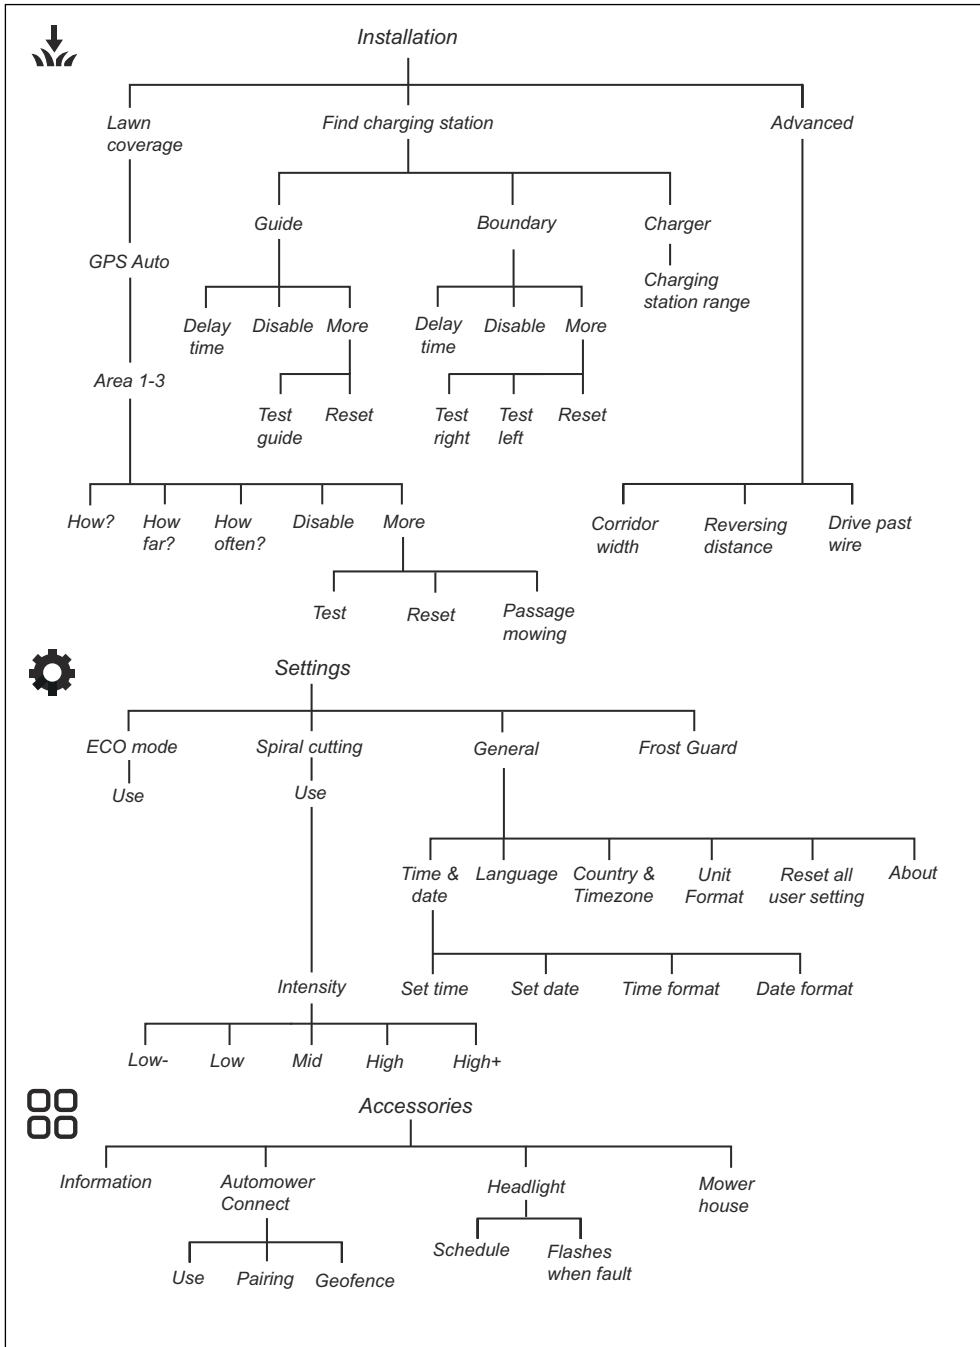 Installation
Lawn
coverage
Find charging station
Advanced
Guide
Boundary
Charger
GPS Auto
Charging
station range
Delay
time
Disable
More
Delay
time
Disable
More
Area 1-3
Test
guide
Reset
Test
right
Test
left
Reset
How?
How
far?
How
often?
Disable
More
Corridor
width
Reversing
distance
Drive past
wire
Test
Reset
Passage
mowing
Settings
ECO mode
Spiral cutting
General
Frost Guard
Use
Use
Time &
date
Language
Country &
Timezone
Unit
Format
Reset all
user setting
About
Intensity
Set time
Set date
Time format
Date format
Low-
Low
Mid
High
High+
Accessories
Information
Automower
Connect
Headlight
Mower
house
Schedule
Flashes
when fault
Use
Pairing
Geofence